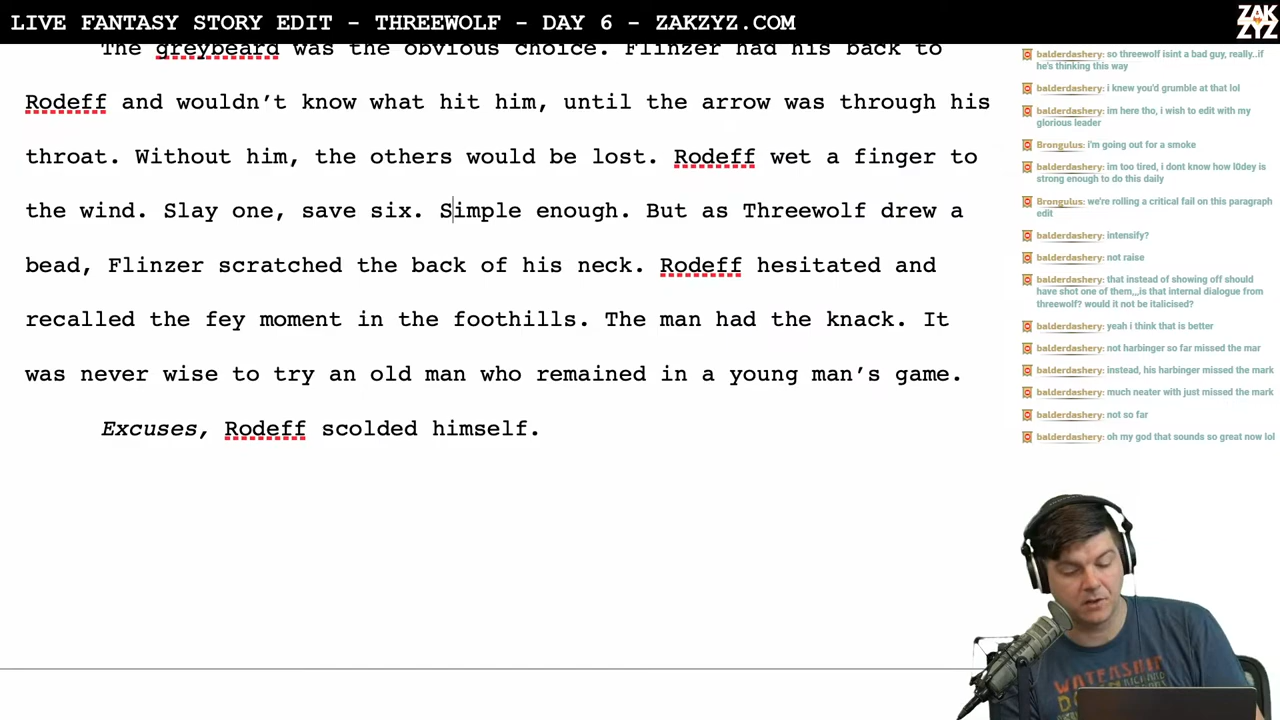 LIVE FANTASY STORY EDIT - THREEWOLF - DAY 6 - ZAKZYZ.COM
ZAK
ZYZ
The greybeard was the obvious choice. Flinzer had his back to
Rodeff and wouldn’t know what hit him, until the arrow was through his
throat. Without him, the others would be lost. Rodeff wet a finger to
the wind. Slay one, save six. Simple enough. But as Threewolf drew a
bead, Flinzer scratched the back of his neck. Rodeff hesitated and
recalled the fey moment in the foothills. The man had the knack. It
was never wise to try an old man who remained in a young man’s game.
Excuses, Rodeff scolded himself.
balderdashery: so threewolf isint a bad guy, really..if
he's thinking this way
balderdashery: i knew you'd grumble at that lol
balderdashery: im here tho, i wish to edit with my
glorious leader
Brongulus: i'm going out for a smoke
balderdashery: im too tired, i dont know how l0dey is
strong enough to do this daily
Brongulus: we're rolling a critical fail on this paragraph
edit
balderdashery: intensify?
balderdashery: not raise
balderdashery: that instead of showing off should
have shot one of them,,,is that internal dialogue from
threewolf? would it not be italicised?
balderdashery: yeah i think that is better
balderdashery: not harbinger so far missed the mar
balderdashery: instead, his harbinger missed the mark
balderdashery: much neater with just missed the mark
balderdashery: not so far
balderdashery: oh my god that sounds so great now lol
WATERSHIP
RICHARD